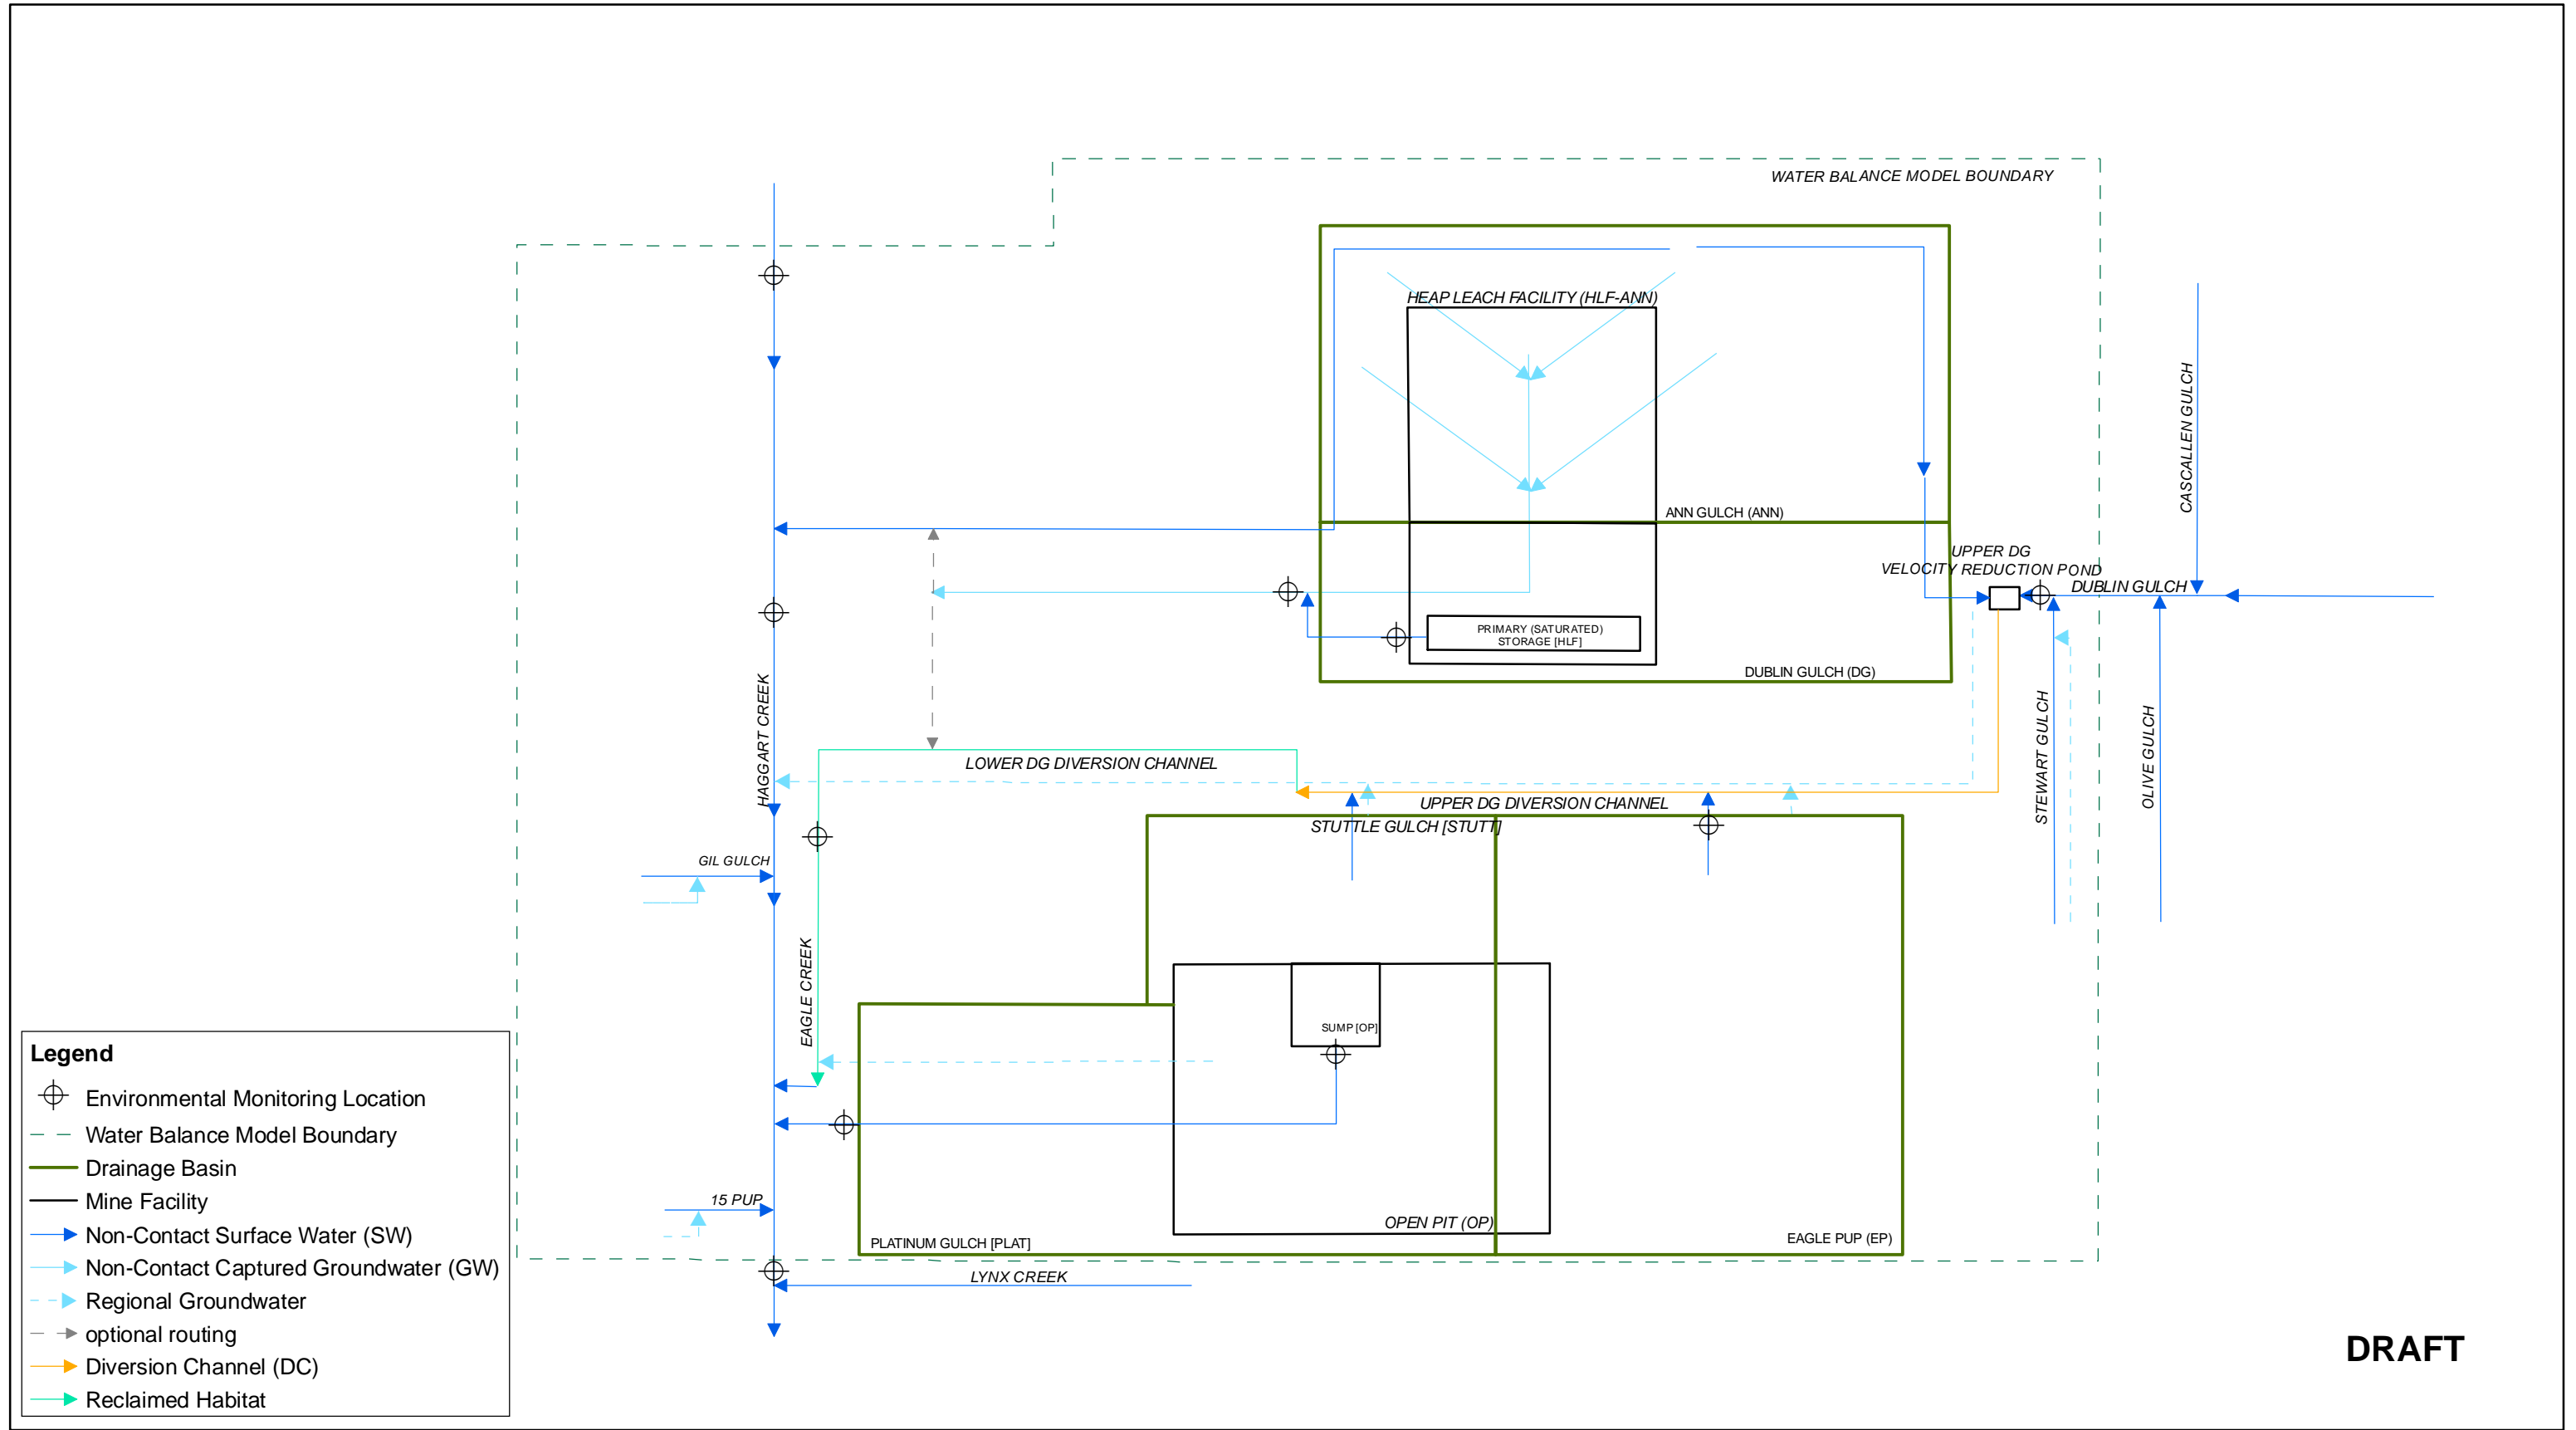 WATER BALANCE MODEL BOUNDARY
HEAP LEACH FACILITY (HLF-ANN)
CASCALLEN GULCH
ANN GULCH (ANN)
UPPER DG
VELOCITY REDUCTION POND
DUBLIN GULCH
PRIMARY (SATURATED)
STORAGE [HLF]
DUBLIN GULCH (DG)
HAGGART CREEK
STEWART GULCH
OLIVE GULCH
LOWER DG DIVERSION CHANNEL
UPPER DG DIVERSION CHANNEL
STUTTLE GULCH [STUTT]
GIL GULCH
EAGLE CREEK
SUMP [OP]
15 PUP
OPEN PIT (OP)
PLATINUM GULCH [PLAT]
EAGLE PUP (EP)
LYNX CREEK
Legend
Environmental Monitoring Location
Water Balance Model Boundary
Drainage Basin
Mine Facility
Non-Contact Surface Water (SW)
Non-Contact Captured Groundwater (GW)
Regional Groundwater
optional routing
Diversion Channel (DC)
Reclaimed Habitat
DRAFT